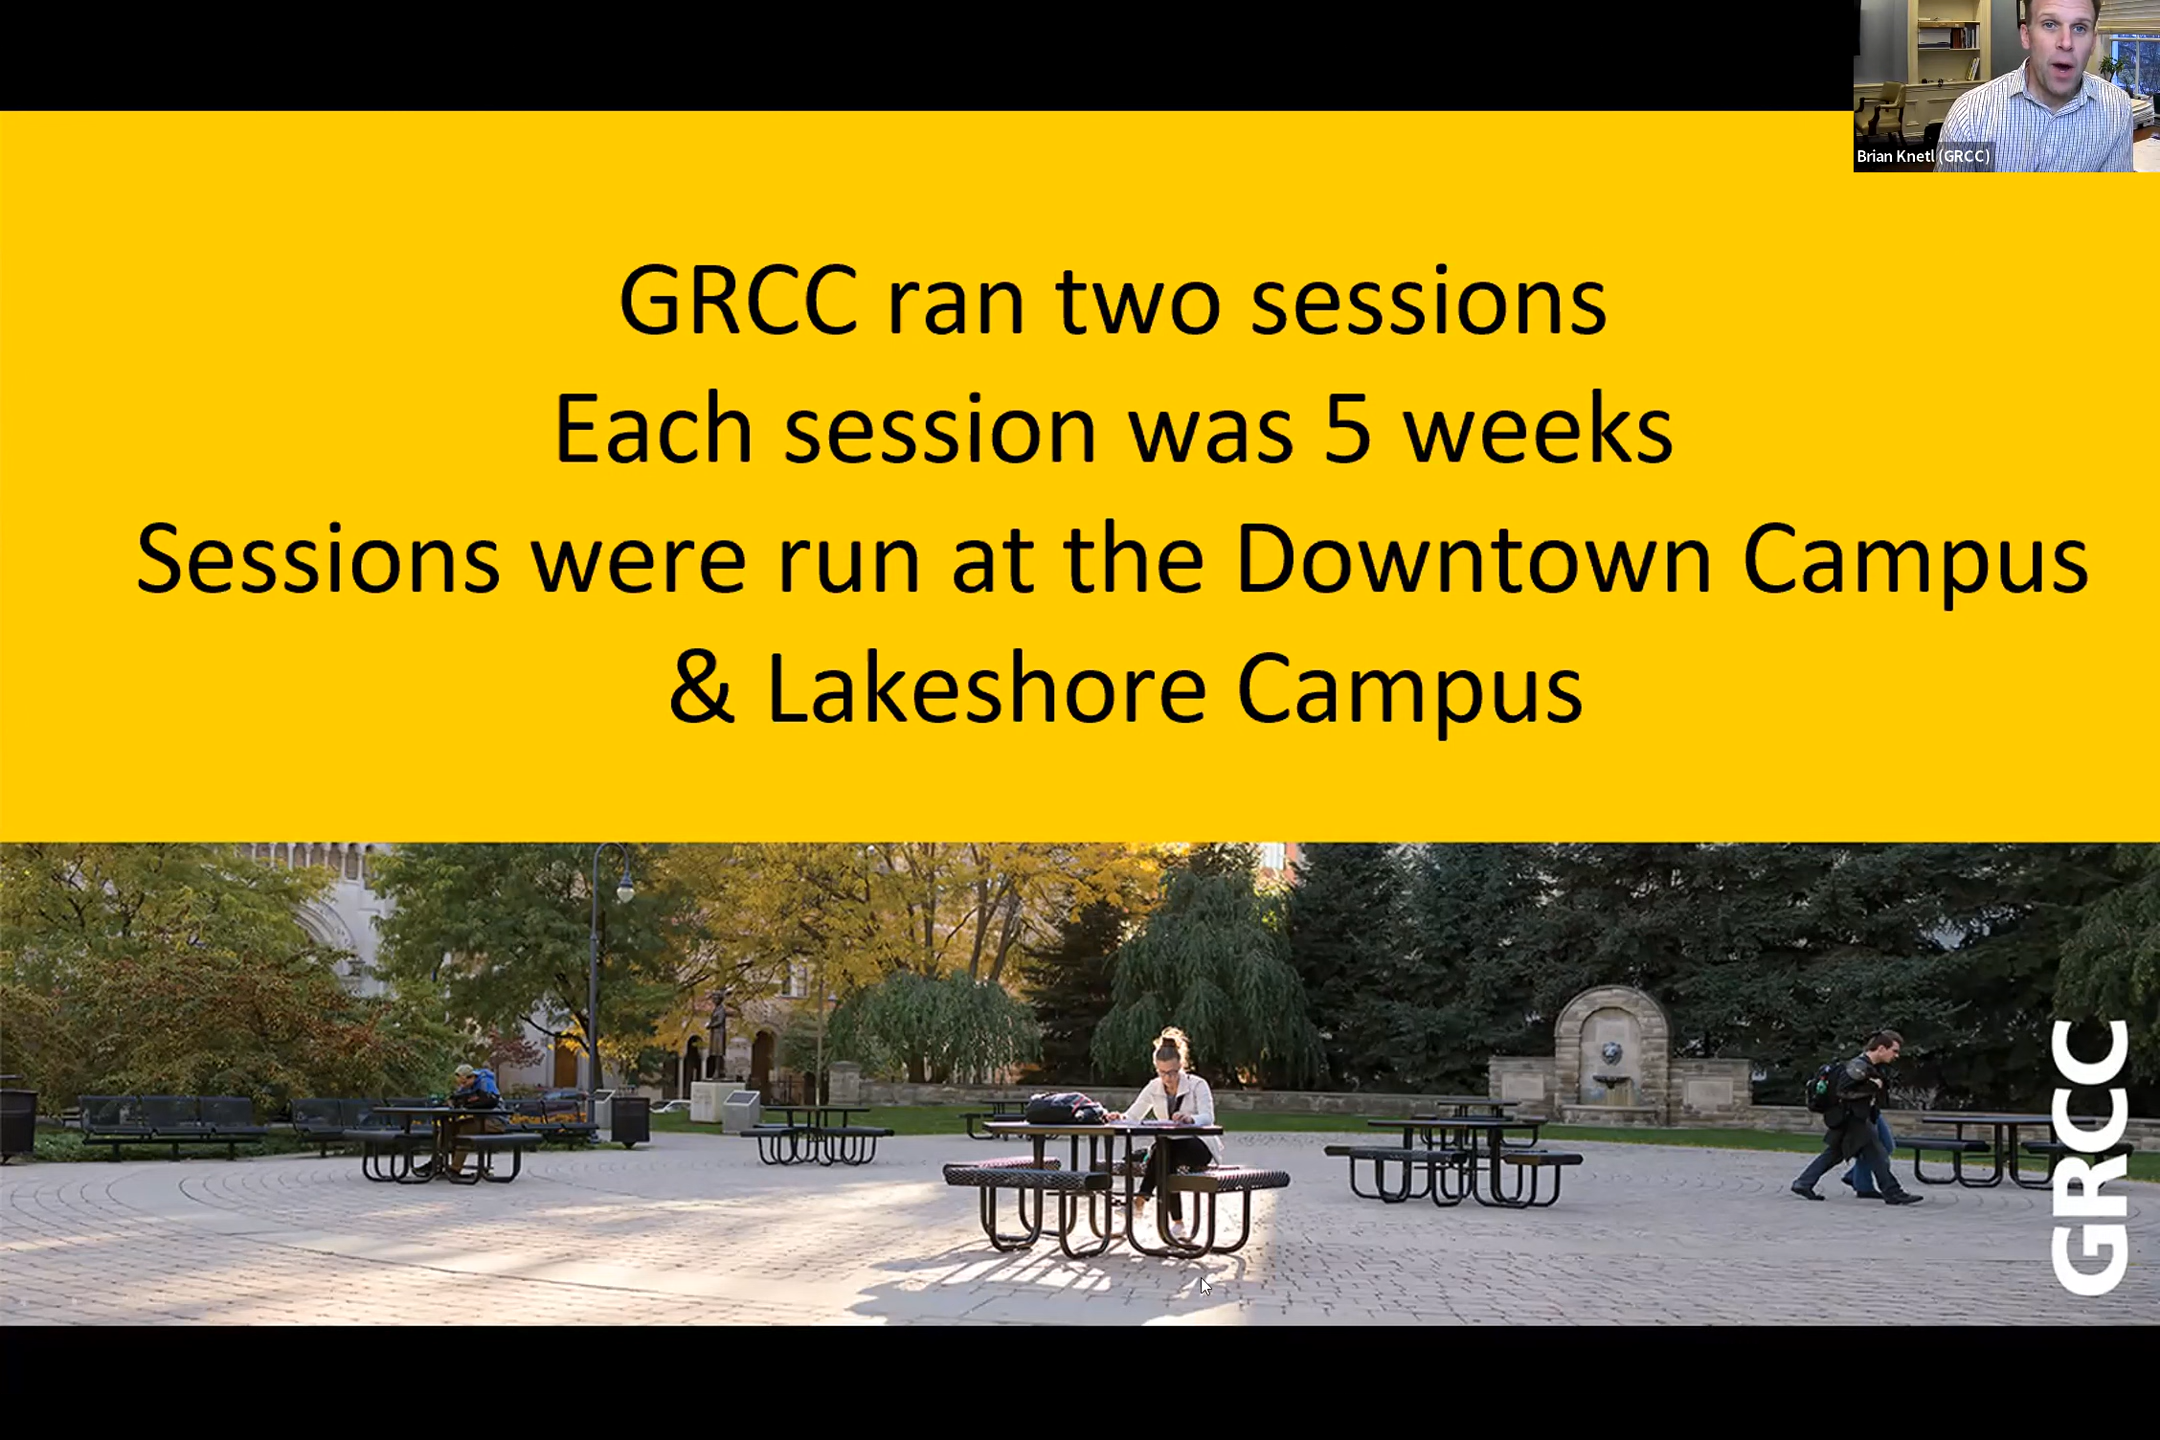 Brian Knetl (GRCC)
GRCC ran two sessions
Each session was 5 weeks
Sessions were run at the Downtown Campus
& Lakeshore Campus
GRCC